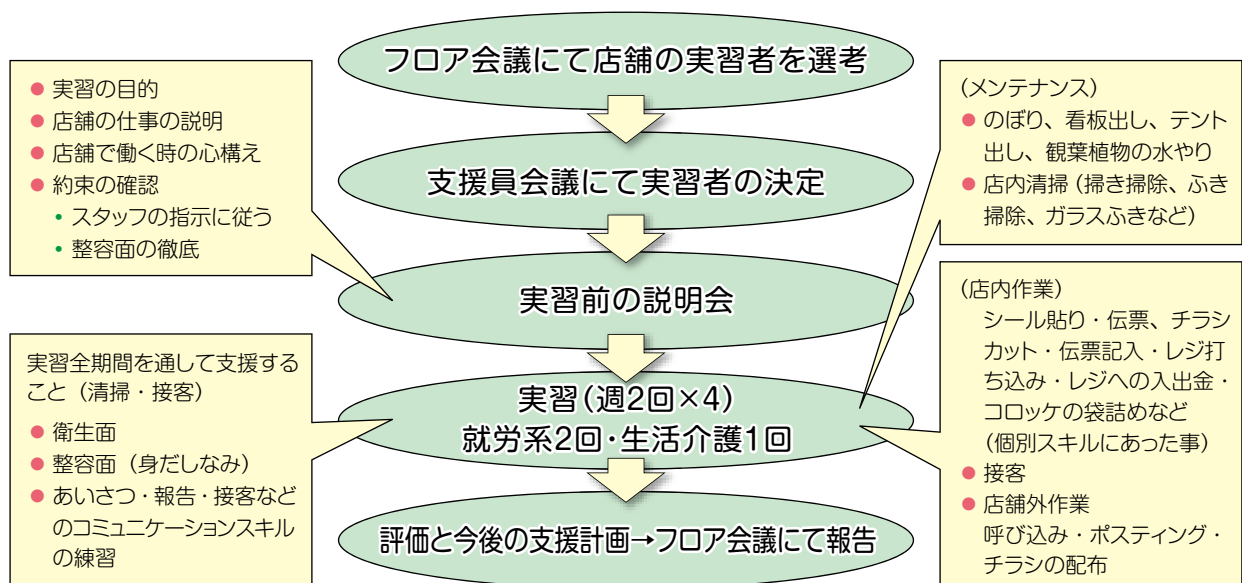 フロア会議にて店舗の実習者を選考
支援員会議にて実習者の決定
● 実習の目的
● 店舗の仕事の説明
● 店舗で働く時の心構え
● 約束の確認
• スタッフの指示に従う
• 整容面の徹底
実習前の説明会
(メンテナンス)
● のぼり、看板出し、テント
出し、観葉植物の水やり
● 店内清掃(掃き掃除、ふき
掃除、ガラスふきなど)
実習全期間を通して支援する
こと(清掃・接客)
● 衛生面
● 整容面(身だしなみ)
● あいさつ・報告・接客など
のコミュニケーションスキル
の練習
実習(週2回×4)
就労系2回・生活介護1回
(店内作業)
シール貼り・伝票、チラシ
カット・伝票記入・レジ打
ち込み・レジへの入出金・
コロッケの袋詰めなど
(個別スキルにあった事)
● 接客
● 店舗外作業
呼び込み・ポスティング・
チラシの配布
評価と今後の支援計画→フロア会議にて報告